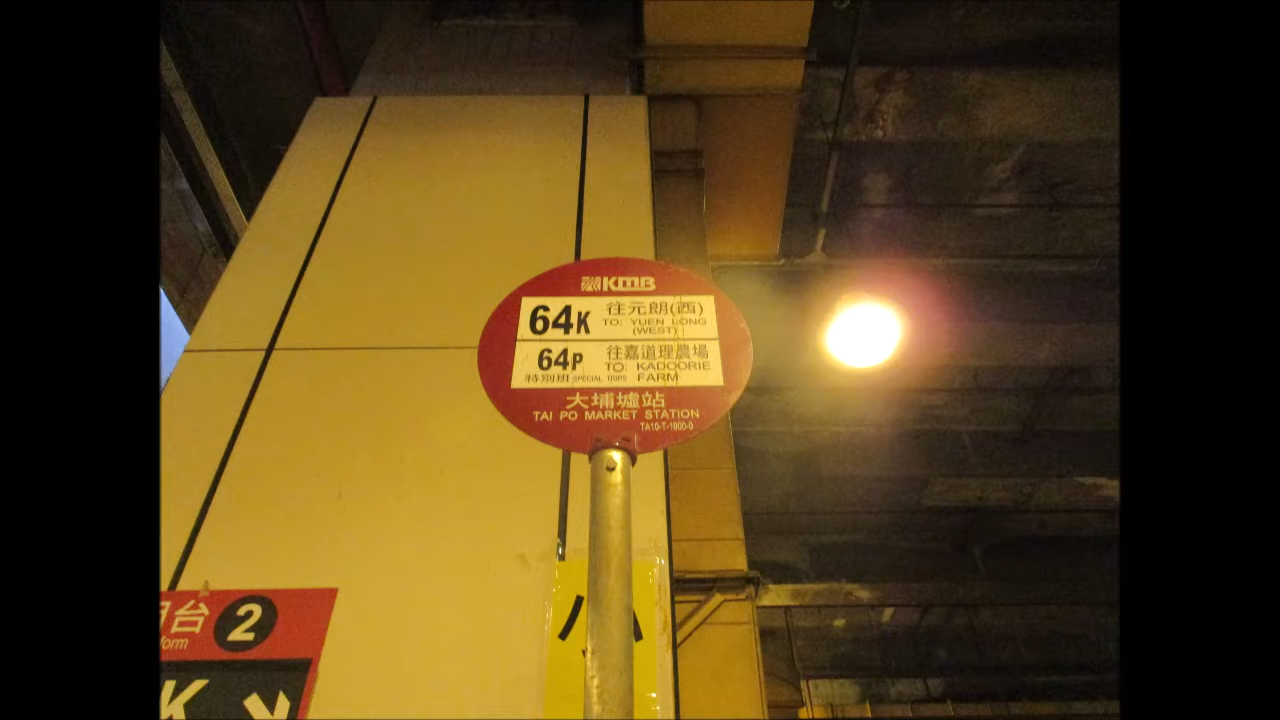 KMB
64K 往元朗(西)
TO: YUEN LONG
(WEST)
64P 往嘉道理農場
TO: KADOORIE
特別班 SPECIAL TRIPS FARM
大埔墟站
TAI PO MARKET STATION
TA10-T-1000-0
台 2
form
K
小